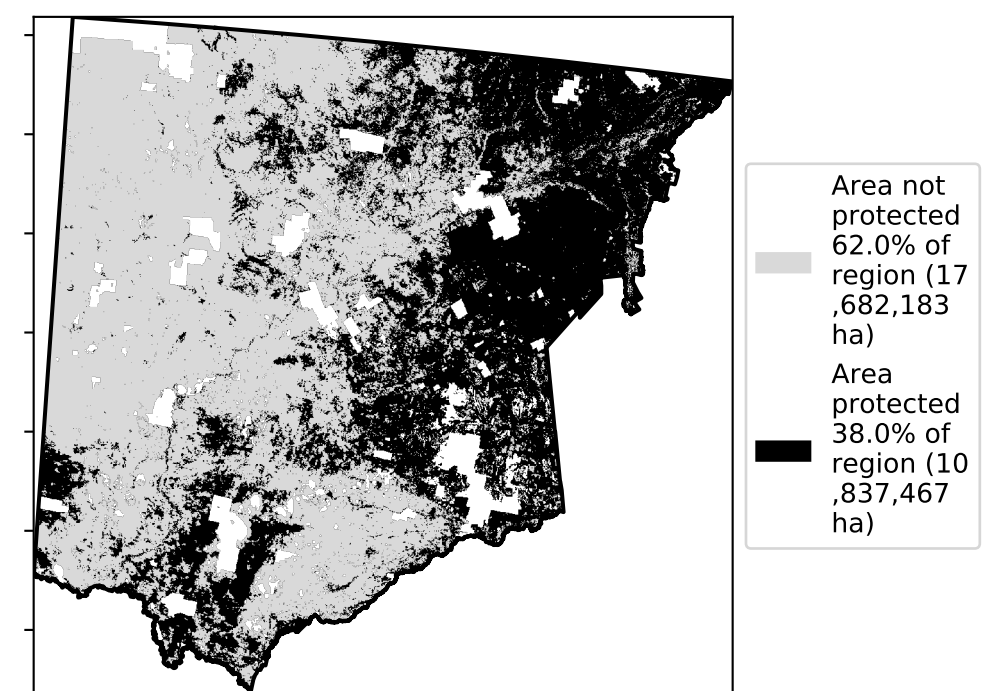 Area not
protected
62.0% of
region (17
,682,183
ha)
Area
protected
38.0% of
region (10
,837,467
ha)